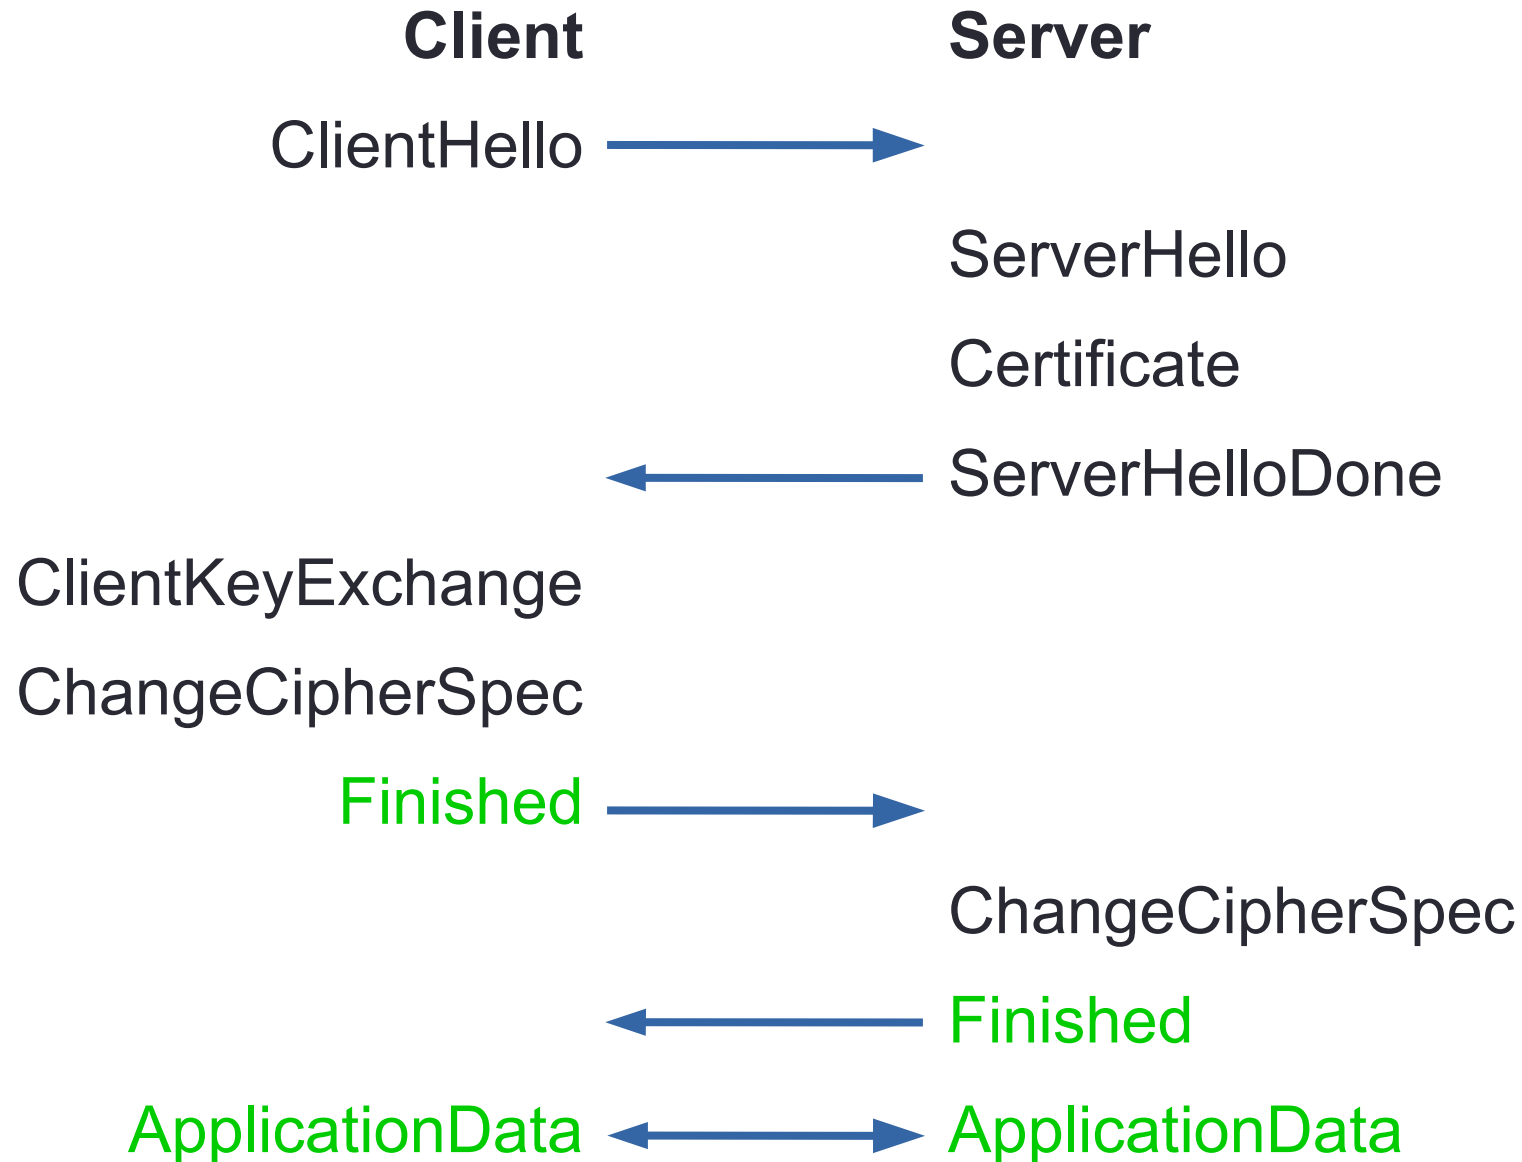 Client Server
ClientHello
ServerHello
Certificate
ServerHelloDone
ClientKeyExchange
ChangeCipherSpec
Finished
ChangeCipherSpec
Finished
ApplicationData ApplicationData